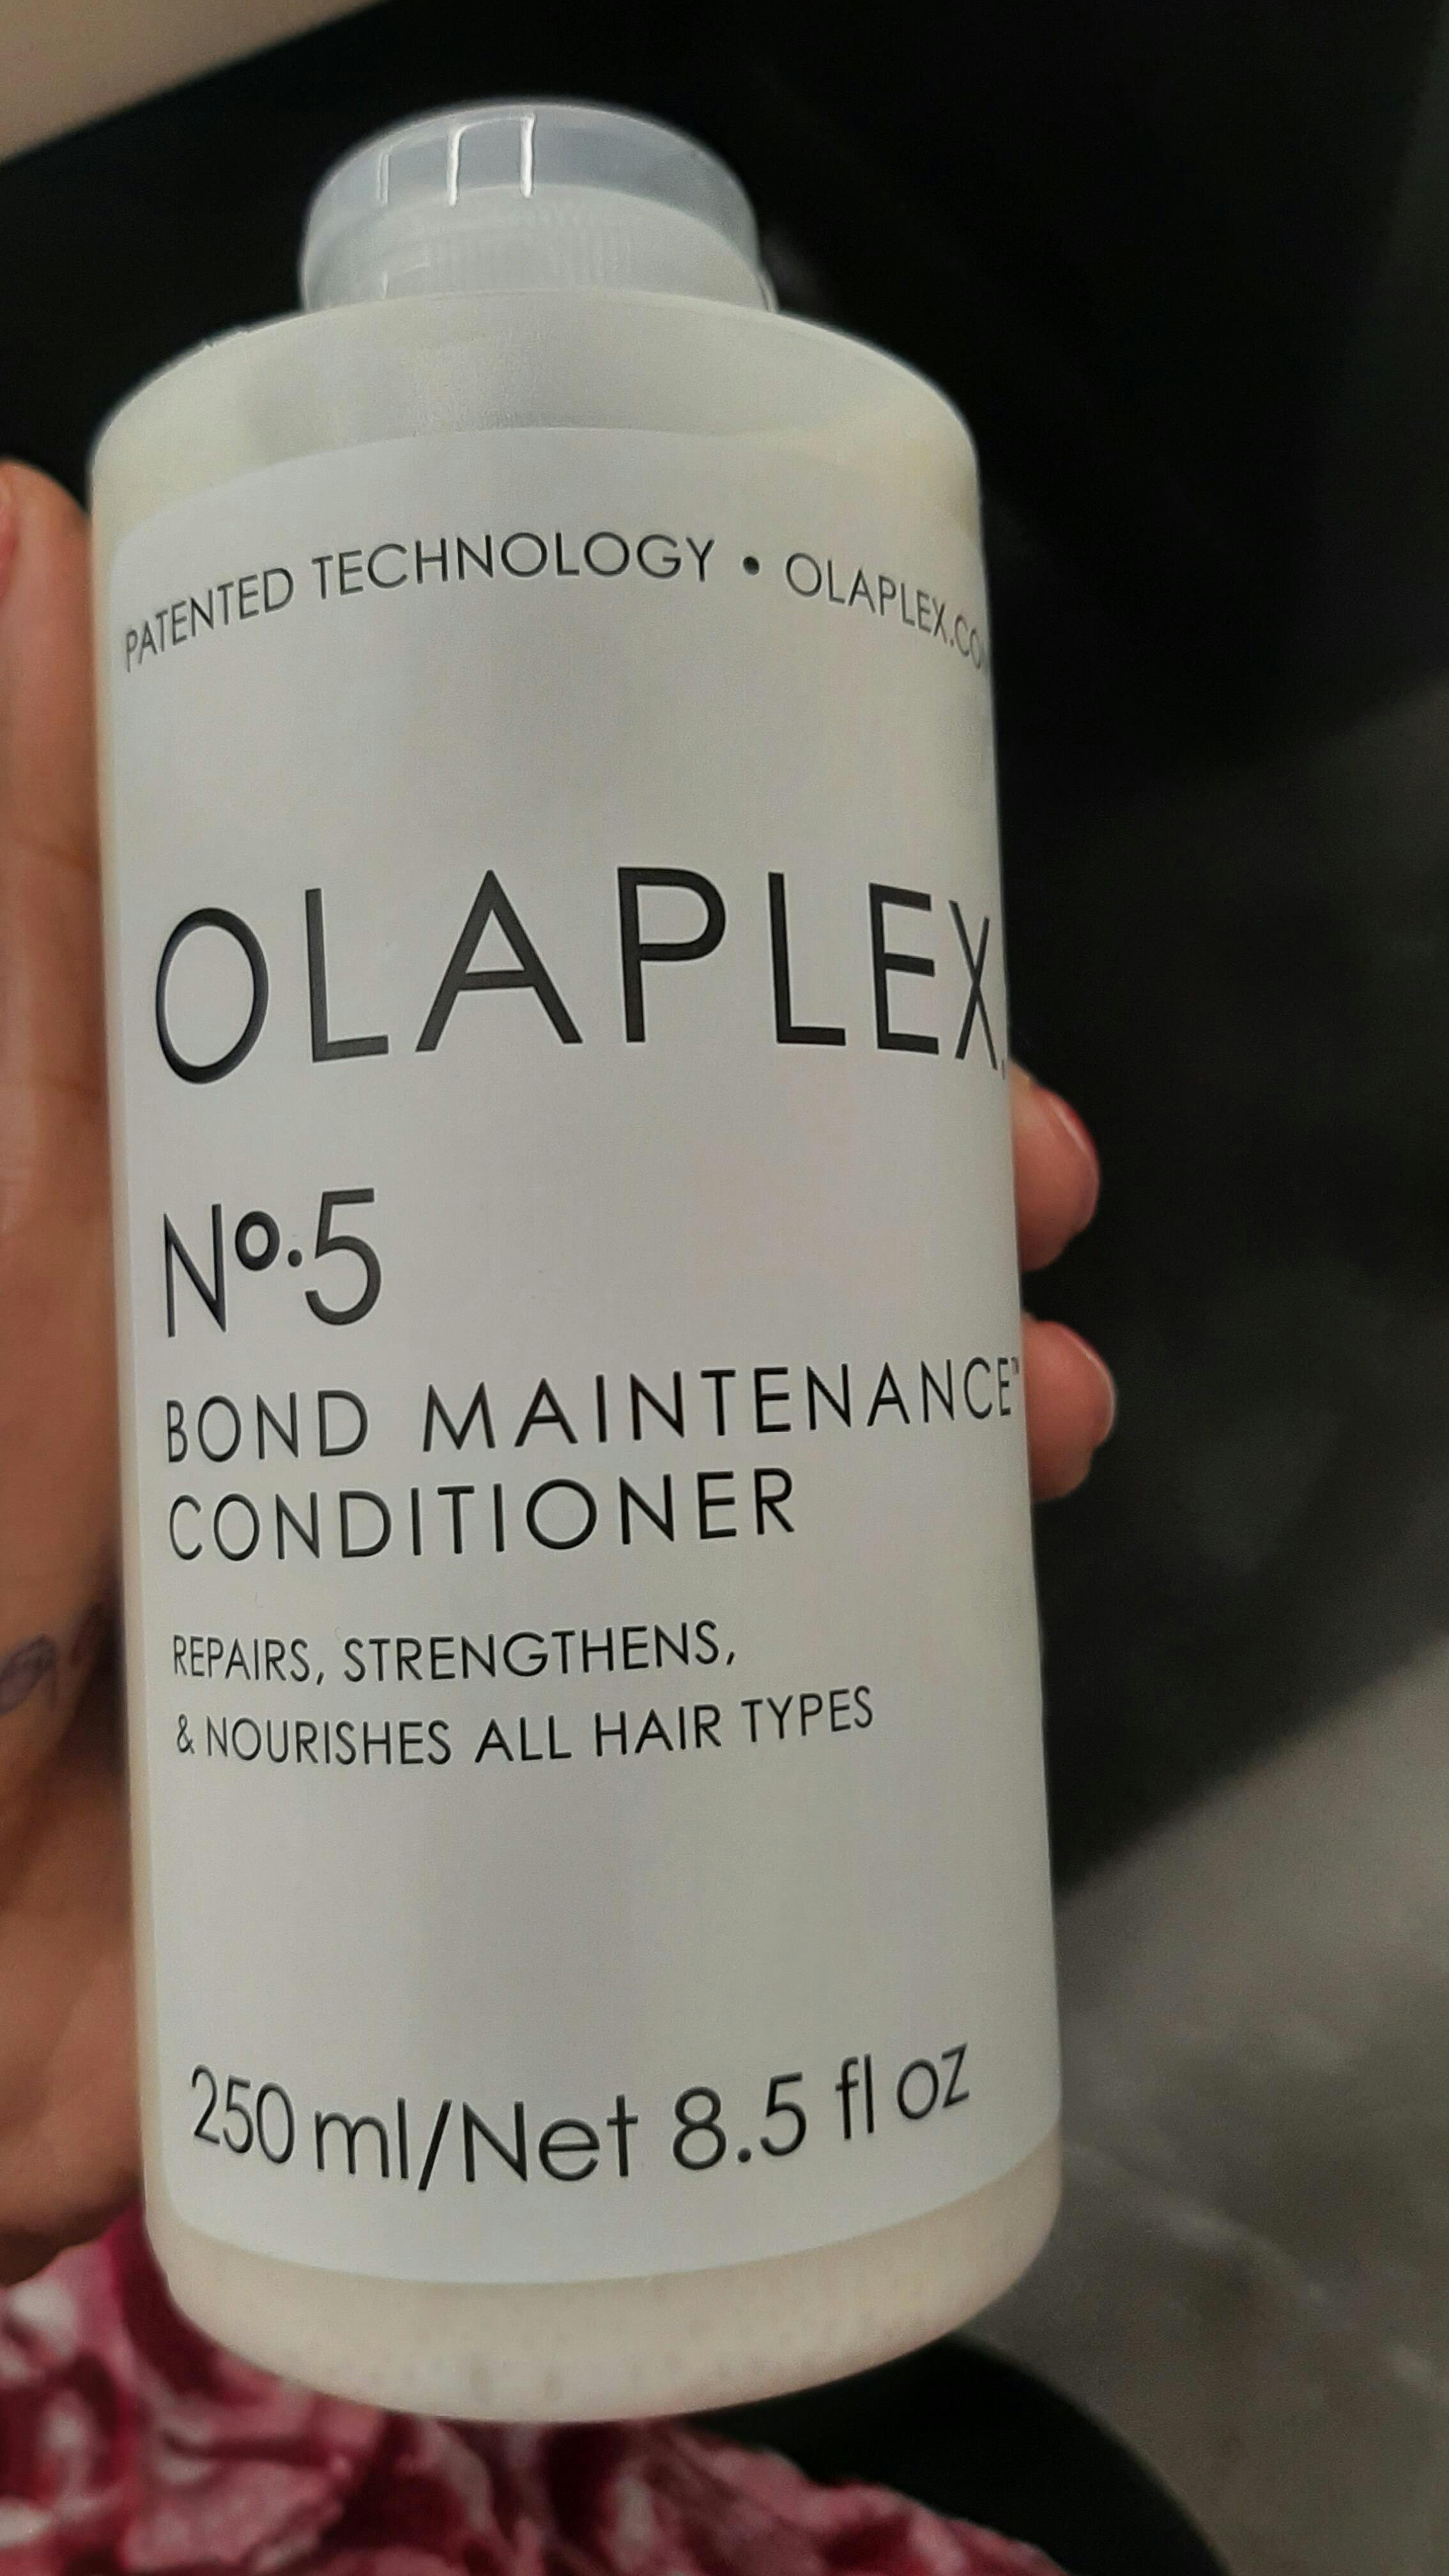 PATENTED TECHNOLOGY • OLAPLEX.CO
OLAPLEX.
Nº.5
BOND MAINTENANCE™
CONDITIONER
REPAIRS, STRENGTHENS,
& NOURISHES ALL HAIR TYPES
250 ml/Net 8.5 fl oz